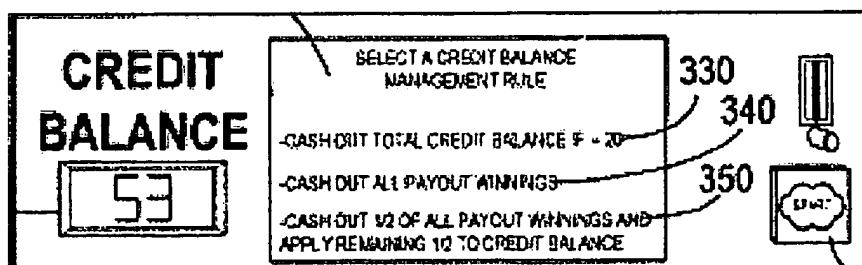 CREDIT
BALANCE
53
SELECT A CREDIT BALANCE
MANAGEMENT RULE
-CASH OUT TOTAL CREDIT BALANCE IF = 20
-CASH OUT ALL PAYOUT WINNINGS
-CASH OUT 1/2 OF ALL PAYOUT WINNINGS AND
APPLY REMAINING 1/2 TO CREDIT BALANCE
330
340
350
START